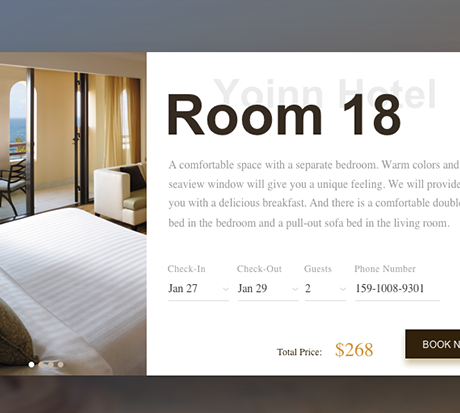 Yoinn Hotel
Room 18
A comfortable space with a separate bedroom. Warm colors and
seaview window will give you a unique feeling. We will provide
you with a delicious breakfast. And there is a comfortable double
bed in the bedroom and a pull-out sofa bed in the living room.
Check-In Check-Out Guests Phone Number
Jan 27 Jan 29 2 159-1008-9301
Total Price: $268 BOOK N